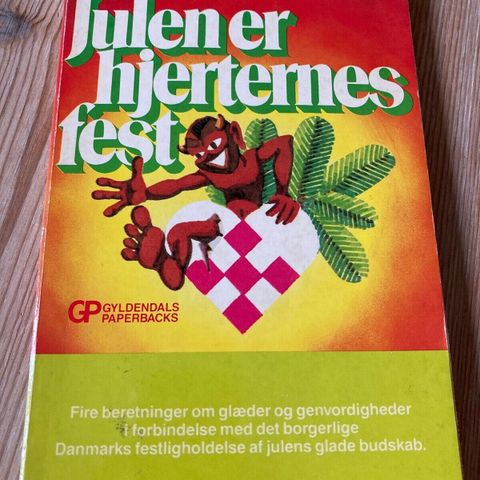 Julen er
hjerternes
fest
GP GYLDENDALS
PAPERBACKS
Fire beretninger om glæder og genvordigheder
i forbindelse med det borgerlige
Danmarks festligholdelse af julens glade budskab.